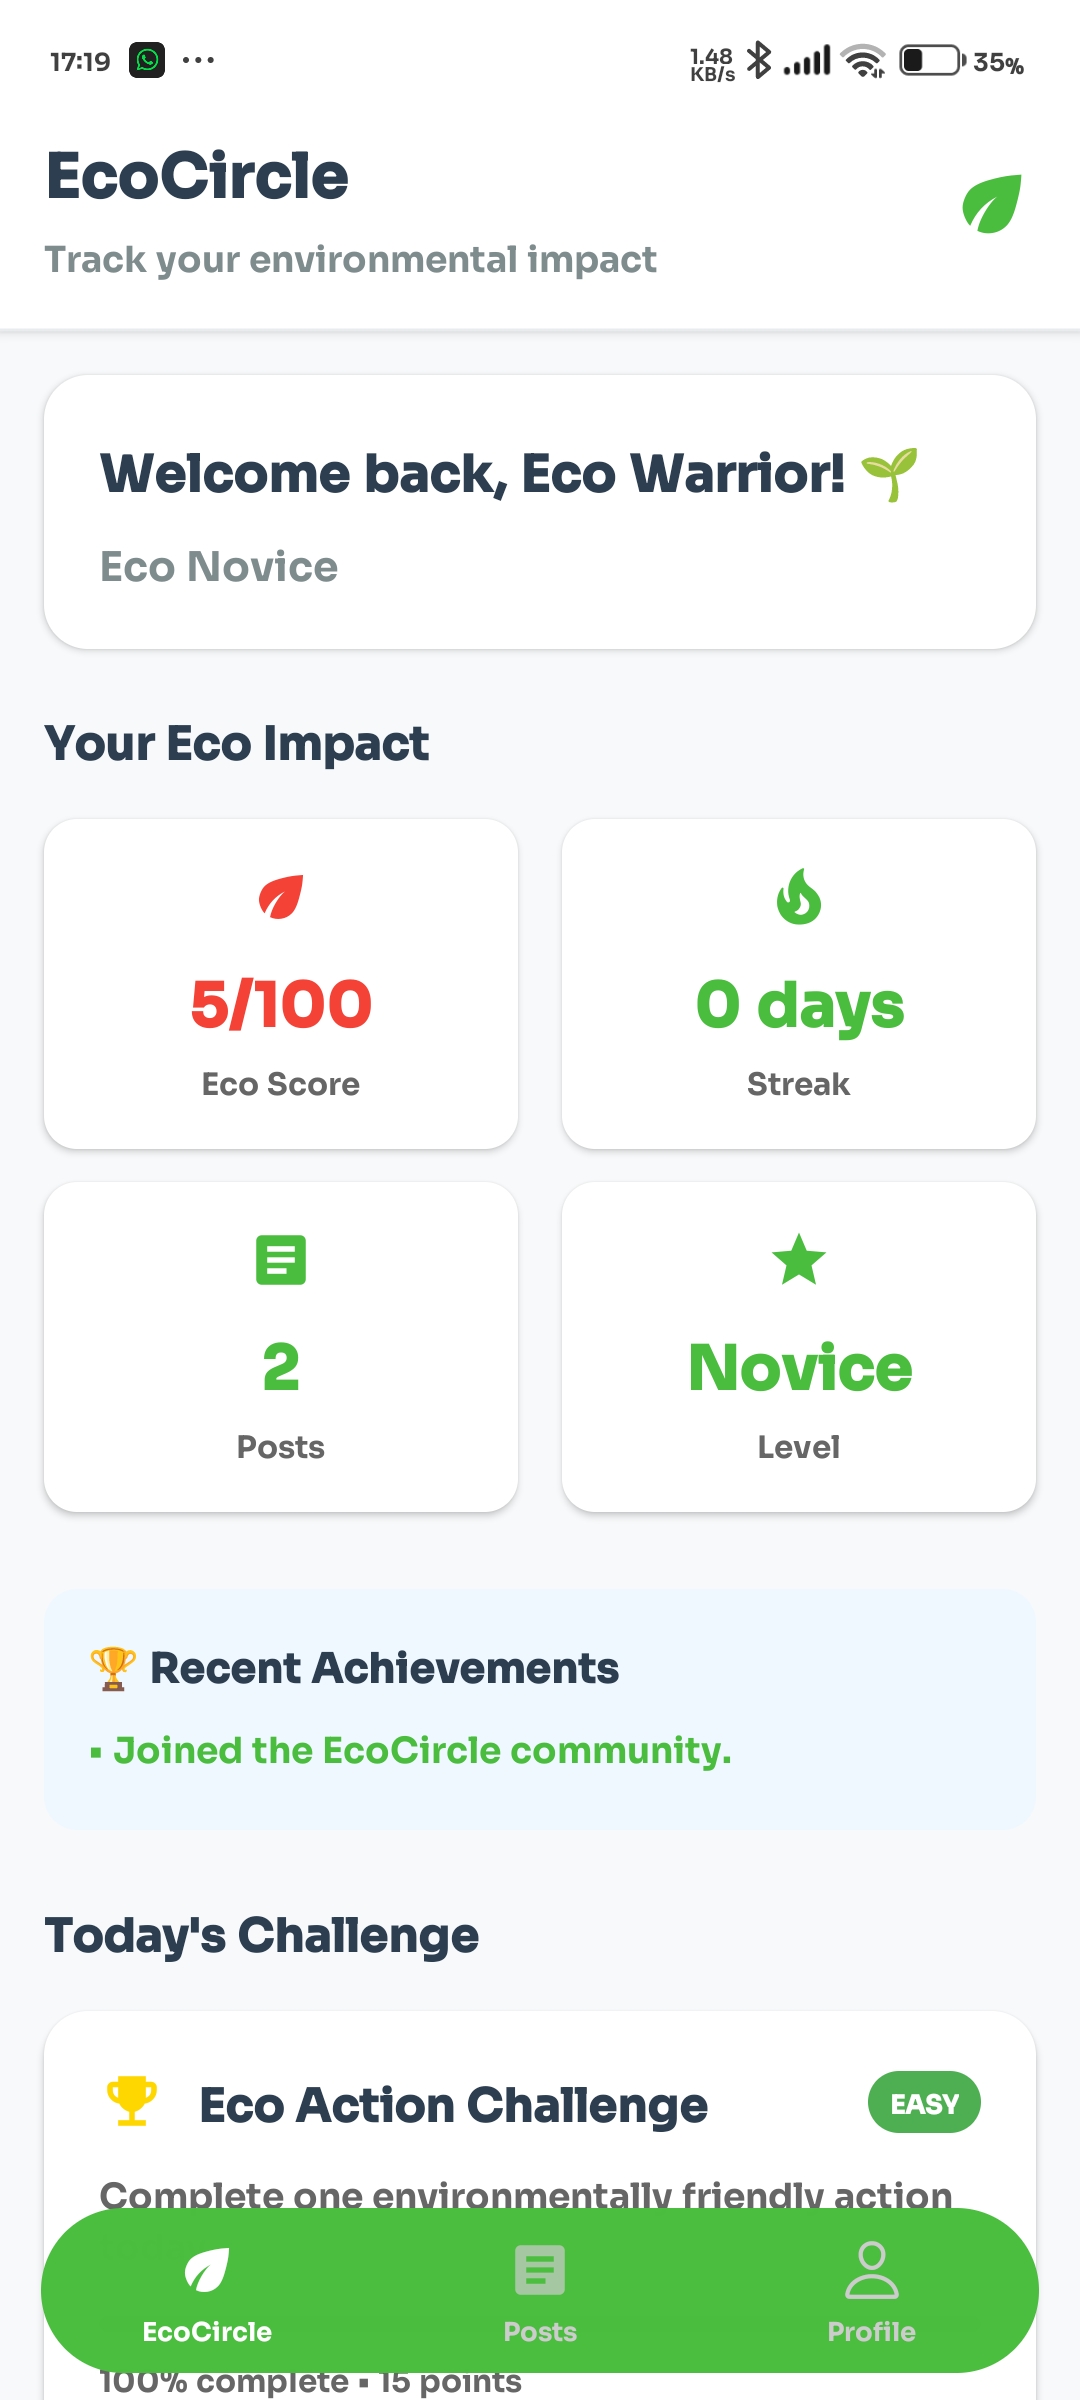 17:19
1.48
KB/s
35%
EcoCircle
Track your environmental impact
Welcome back, Eco Warrior! 🌱
Eco Novice
Your Eco Impact
5/100
Eco Score
0 days
Streak
2
Posts
Novice
Level
🏆 Recent Achievements
▪ Joined the EcoCircle community.
Today's Challenge
Eco Action Challenge
EASY
Complete one environmentally friendly action
EcoCircle
Posts
Profile
100% complete ▪ 15 points